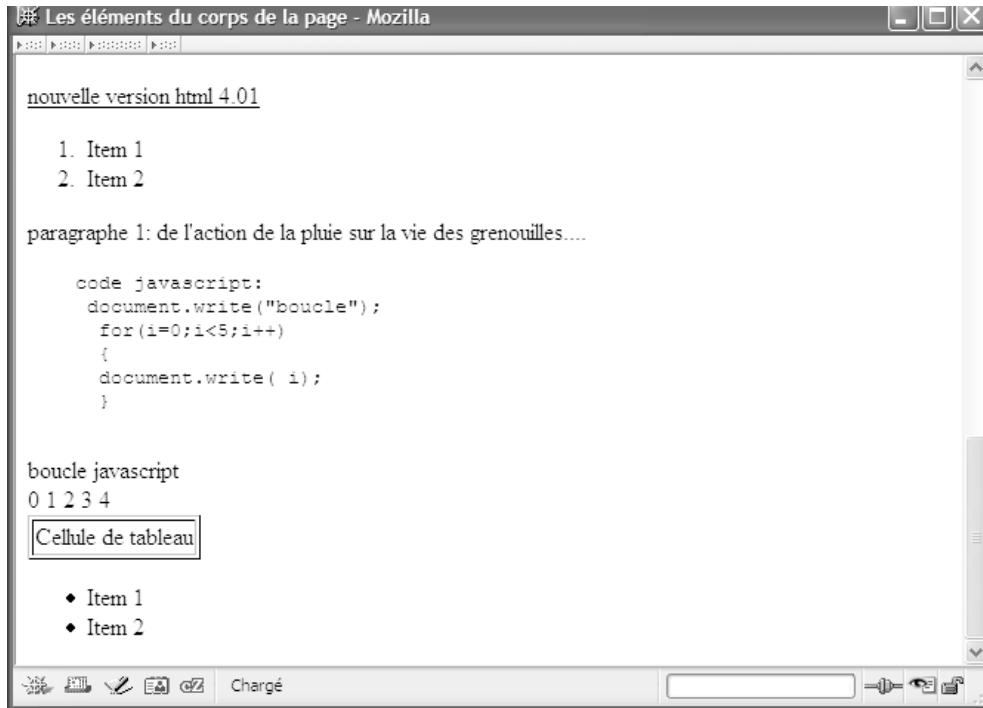 Les éléments du corps de la page - Mozilla
nouvelle version html 4.01
1. Item 1
2. Item 2
paragraphe 1: de l'action de la pluie sur la vie des grenouilles....
code javascript:
document.write("boucle");
for(i=0;i<5;i++)
{
document.write( i);
}
boucle javascript
0 1 2 3 4
Cellule de tableau
• Item 1
• Item 2
Chargé